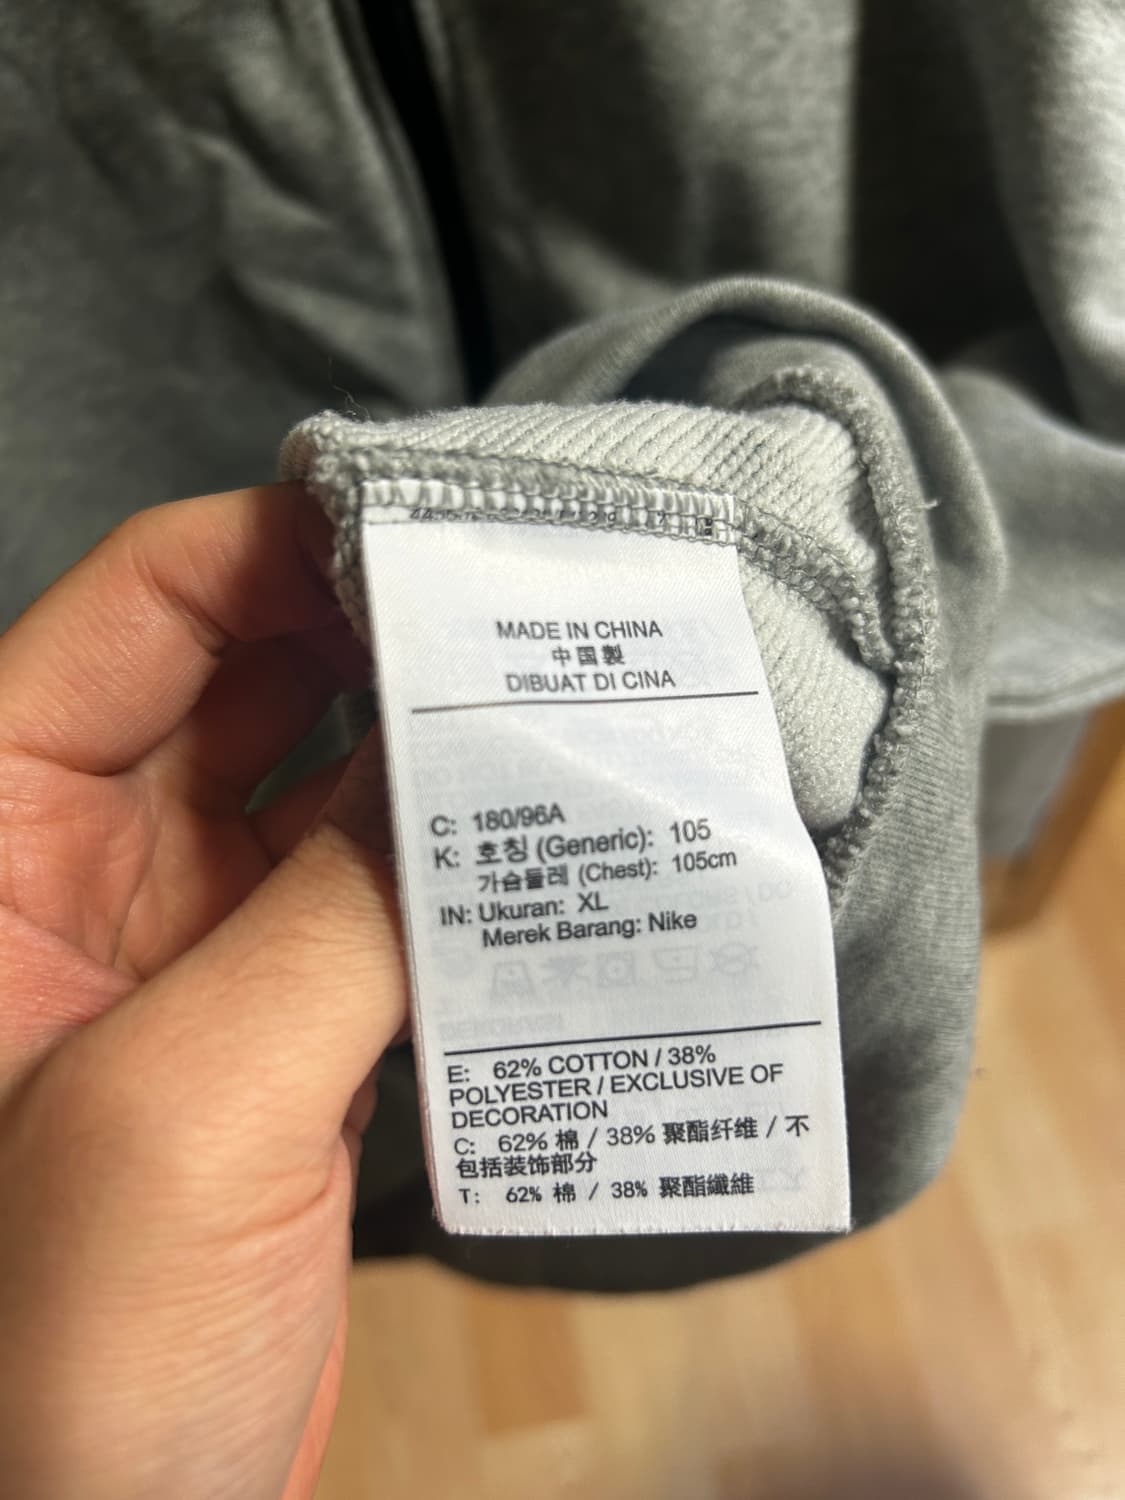 MADE IN CHINA
中国製
DIBUAT DI CINA
C: 180/96A
K: 호칭 (Generic): 105
가슴둘레 (Chest): 105cm
IN: Ukuran: XL
Merek Barang: Nike
E: 62% COTTON / 38%
POLYESTER / EXCLUSIVE OF
DECORATION
C: 62% 棉 / 38% 聚酯纤维 / 不
包括装饰部分
T: 62% 棉 / 38% 聚酯纖維